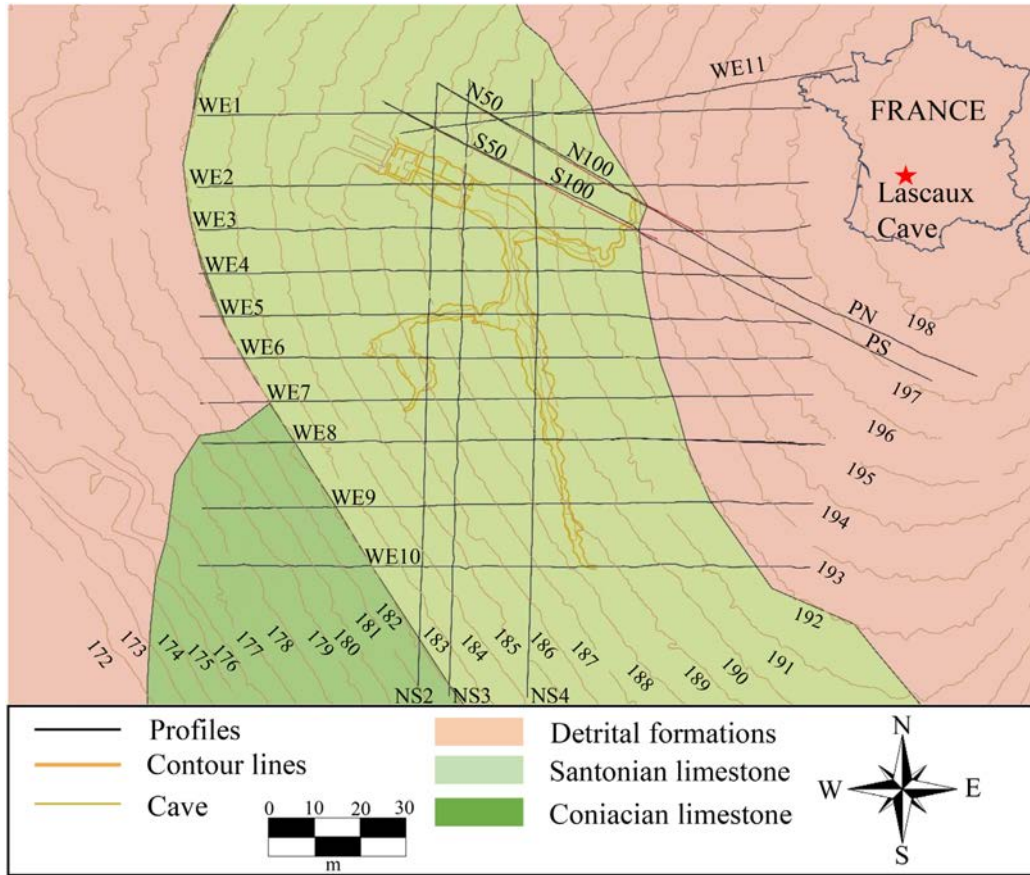 WE11
N50
WE1
S50
N100
S100
WE2
WE3
WE4
WE5
WE6
WE7
WE8
WE9
WE10
FRANCE
Lascaux
Cave
PN
PS
198
197
196
195
194
193
192
191
190
189
188
187
186
185
184
183
182
181
180
179
178
177
176
175
174
173
172
NS2
NS3
NS4
Profiles
Contour lines
Cave
0 10 20 30
m
Detrital formations
Santonian limestone
Coniacian limestone
N
W
E
S